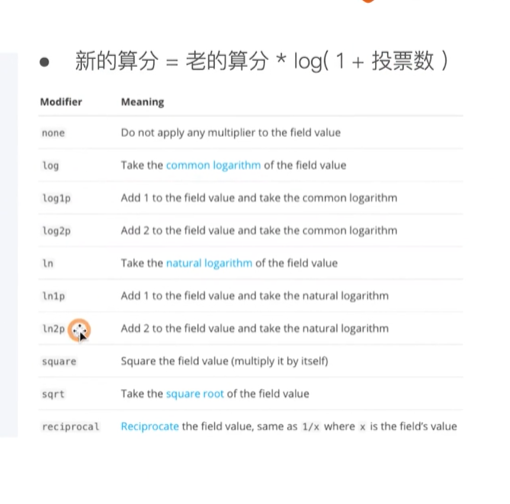 ● 新的算分 = 老的算分 * log( 1 + 投票数 )
Modifier Meaning
none Do not apply any multiplier to the field value
log Take the common logarithm of the field value
log1p Add 1 to the field value and take the common logarithm
log2p Add 2 to the field value and take the common logarithm
ln Take the natural logarithm of the field value
ln1p Add 1 to the field value and take the natural logarithm
ln2p Add 2 to the field value and take the natural logarithm
square Square the field value (multiply it by itself)
sqrt Take the square root of the field value
reciprocal Reciprocate the field value, same as 1/x where x is the field's value